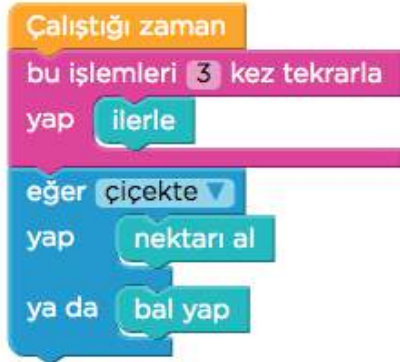 Çalıştığı zaman
bu işlemleri 3 kez tekrarla
yap ilerle
eğer çiçekte
yap nektarı al
ya da bal yap